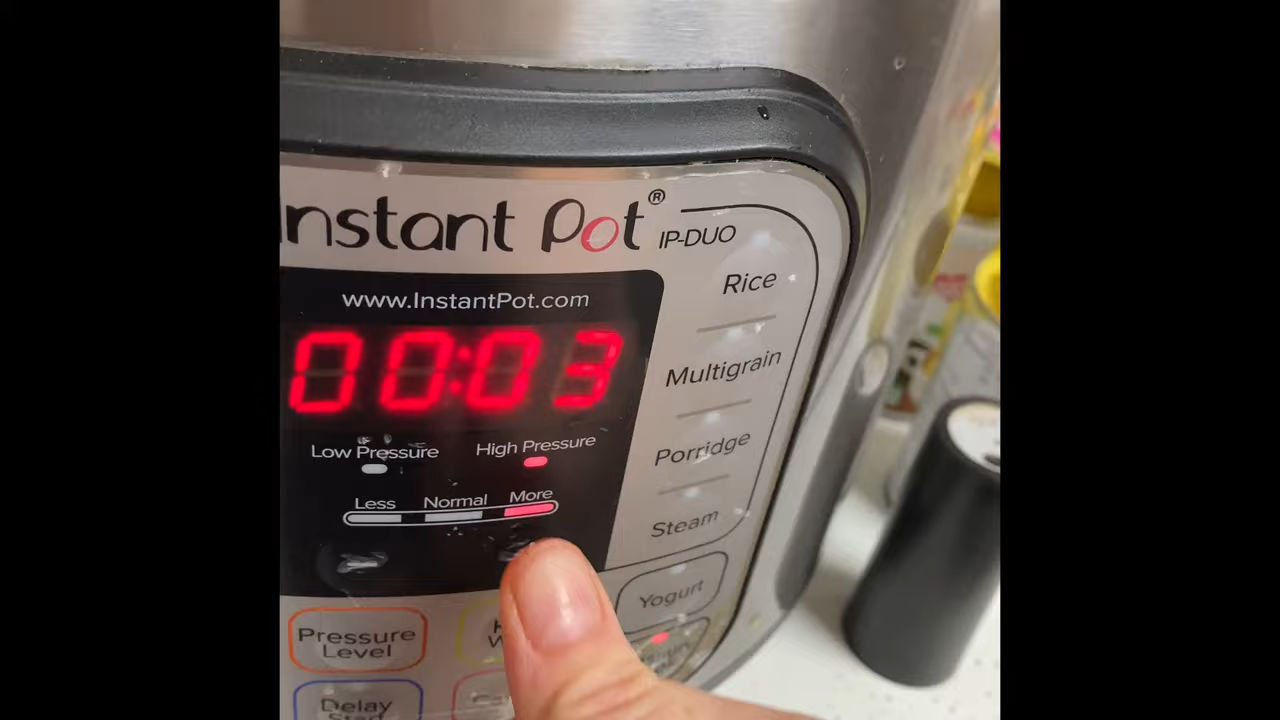 Instant Pot® IP-DUO
www.InstantPot.com
00:03
Low Pressure
High Pressure
Less
Normal
More
Rice
Multigrain
Porridge
Steam
Yogurt
Pressure
Level
Delay
Start